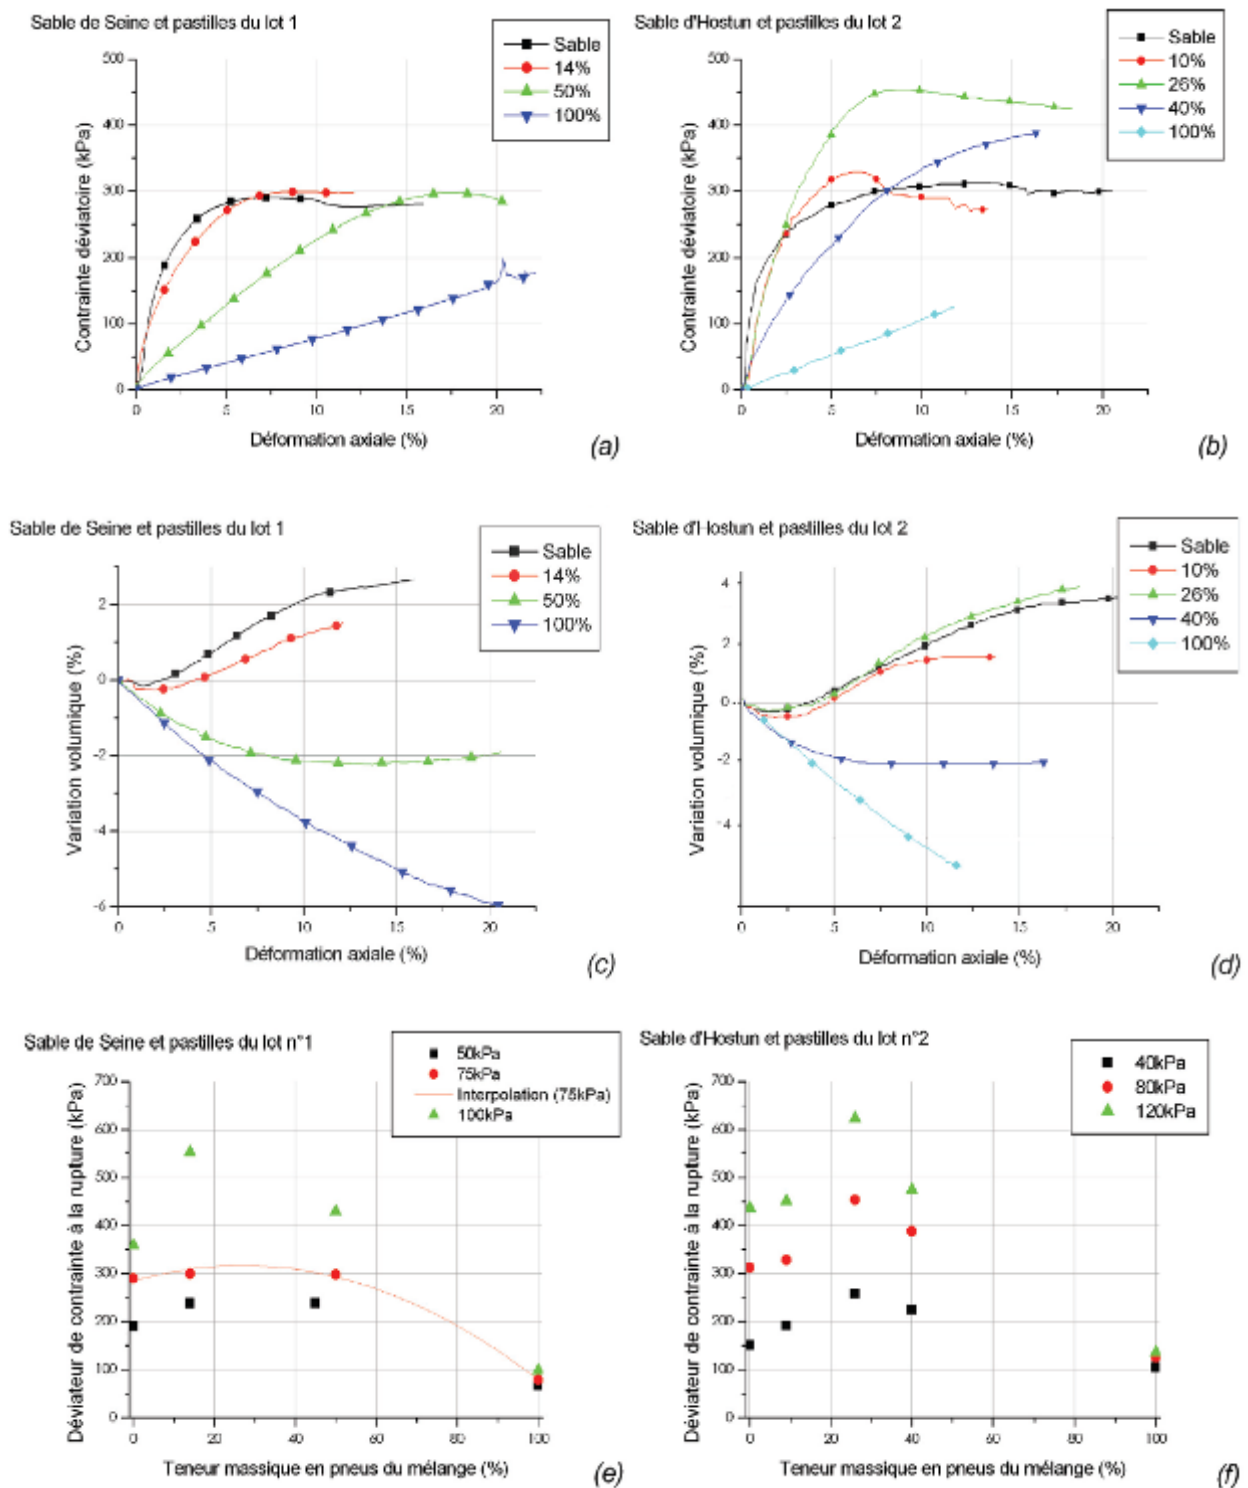 Sable de Seine et pastilles du lot 1
Sable
14%
50%
100%
500
400
300
200
100
0
Contrainte déviatoire (kPa)
0 5 10 15 20
Déformation axiale (%)
(a)
Sable d'Hostun et pastilles du lot 2
Sable
10%
26%
40%
100%
500
400
300
200
100
0
Contrainte déviatoire (kPa)
0 5 10 15 20
Déformation axiale (%)
(b)
Sable de Seine et pastilles du lot 1
Sable
14%
50%
100%
2
0
-2
-4
-6
Variation volumique (%)
0 5 10 15 20
Déformation axiale (%)
(c)
Sable d'Hostun et pastilles du lot 2
Sable
10%
26%
40%
100%
4
2
0
-2
-4
Variation volumique (%)
0 5 10 15 20
Déformation axiale (%)
(d)
Sable de Seine et pastilles du lot n°1
50kPa
75kPa
Interpolation (75kPa)
100kPa
700
600
500
400
300
200
100
0
Déviateur de contrainte à la rupture (kPa)
0 20 40 60 80 100
Teneur massique en pneus du mélange (%)
(e)
Sable d'Hostun et pastilles du lot n°2
40kPa
80kPa
120kPa
700
600
500
400
300
200
100
0
Déviateur de contrainte à la rupture (kPa)
0 20 40 60 80 100
Teneur massique en pneus du mélange (%)
(f)